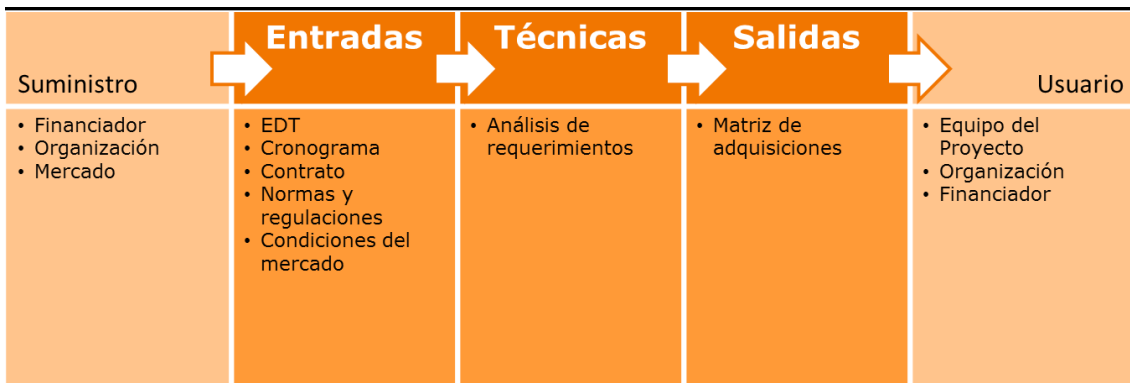 Suministro
Entradas
Técnicas
Salidas
Usuario
• Financiador
• Organización
• Mercado
• EDT
• Cronograma
• Contrato
• Normas y
regulaciones
• Condiciones del
mercado
• Análisis de
requerimientos
• Matriz de
adquisiciones
• Equipo del
Proyecto
• Organización
• Financiador